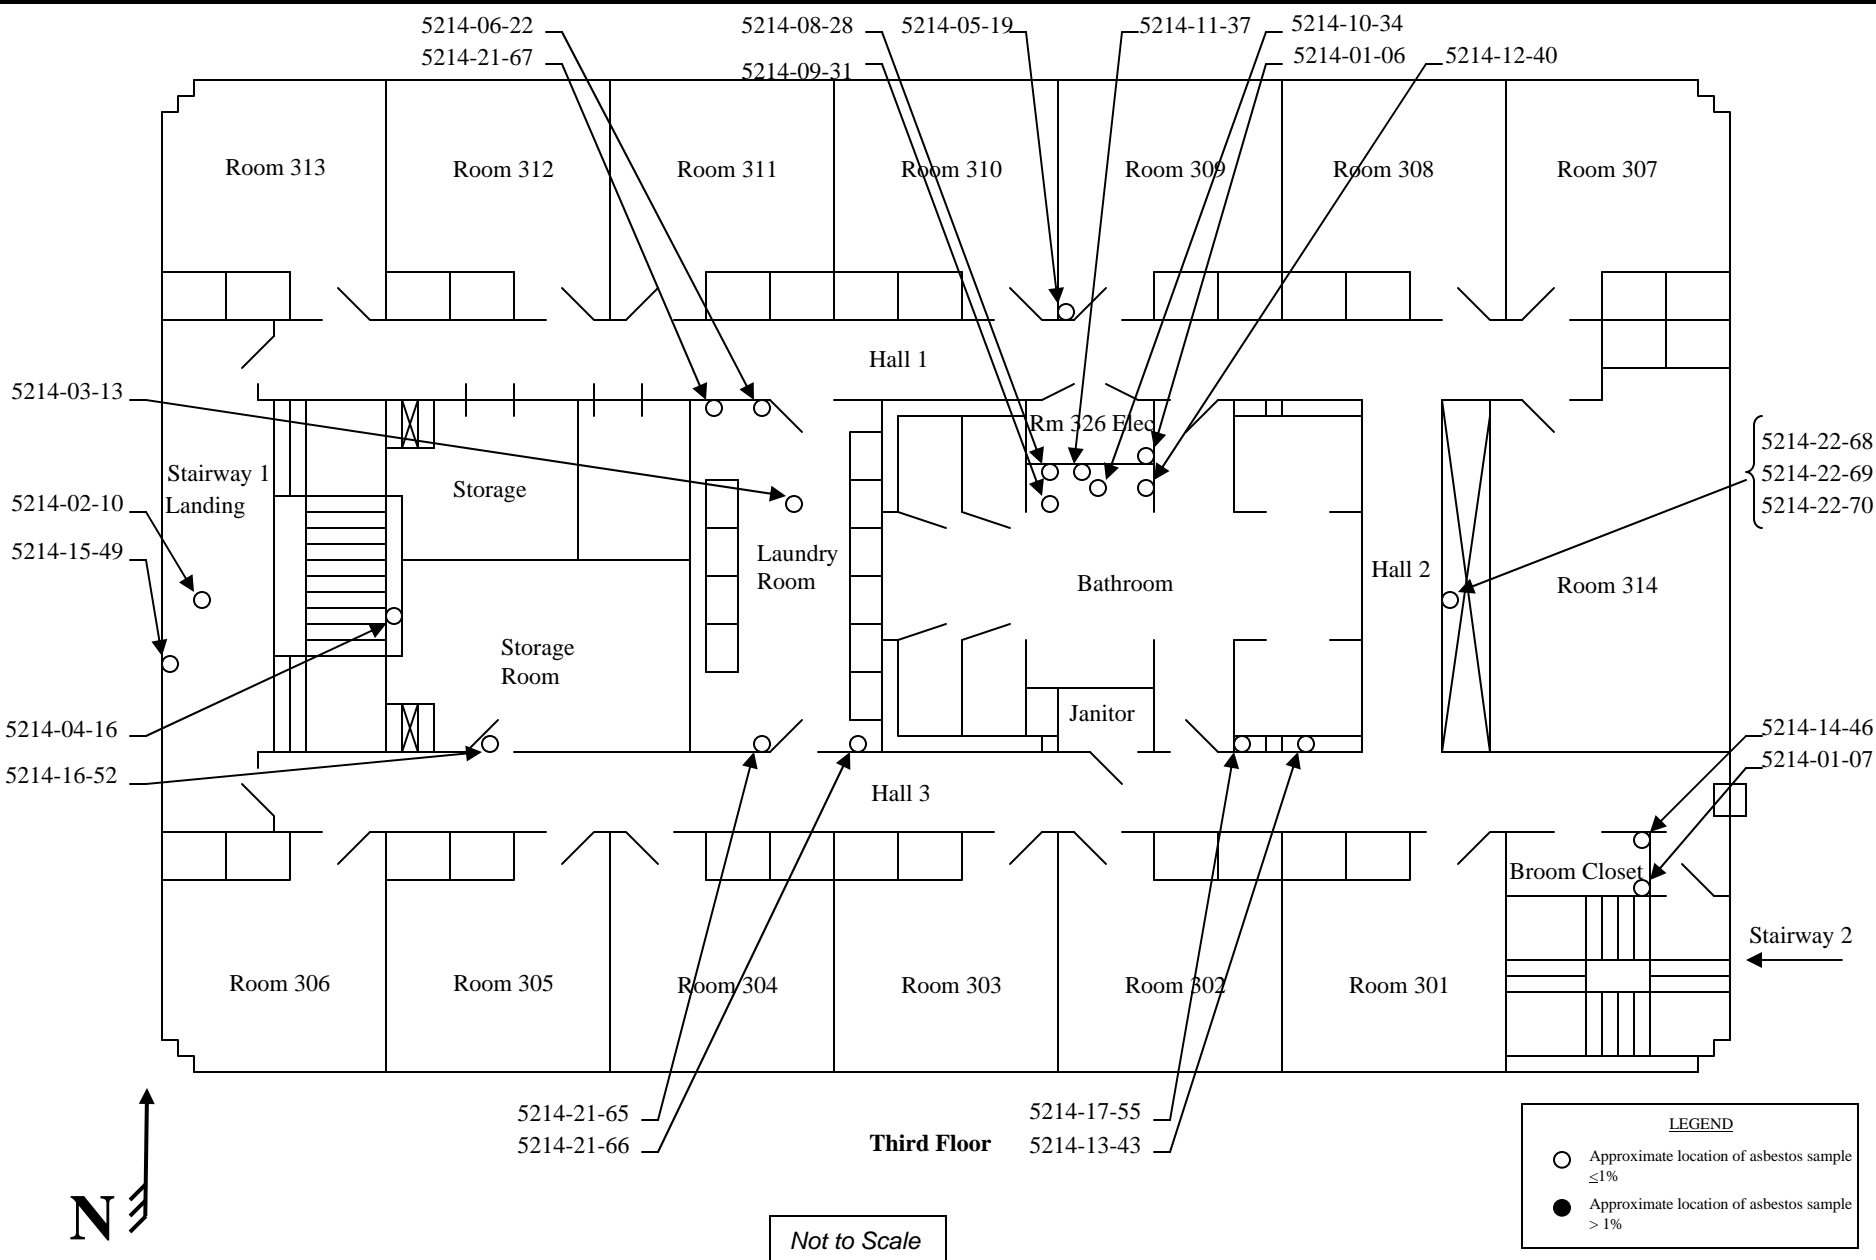 5214-06-22
5214-21-67
5214-08-28
5214-09-31
5214-05-19
5214-11-37
5214-10-34
5214-01-06
5214-12-40
Room 313
Room 312
Room 311
Room 310
Room 309
Room 308
Room 307
Hall 1
5214-03-13
5214-02-10
5214-15-49
5214-04-16
5214-16-52
Stairway 1
Landing
Storage
Storage
Room
Laundry
Room
Rm 326 Elec
Bathroom
Janitor
Hall 2
Room 314
5214-22-68
5214-22-69
5214-22-70
5214-14-46
5214-01-07
Hall 3
Broom Closet
Stairway 2
Room 306
Room 305
Room 304
Room 303
Room 302
Room 301
5214-21-65
5214-21-66
Third Floor
5214-17-55
5214-13-43
N
Not to Scale
LEGEND
Approximate location of asbestos sample
≤1%
Approximate location of asbestos sample
> 1%